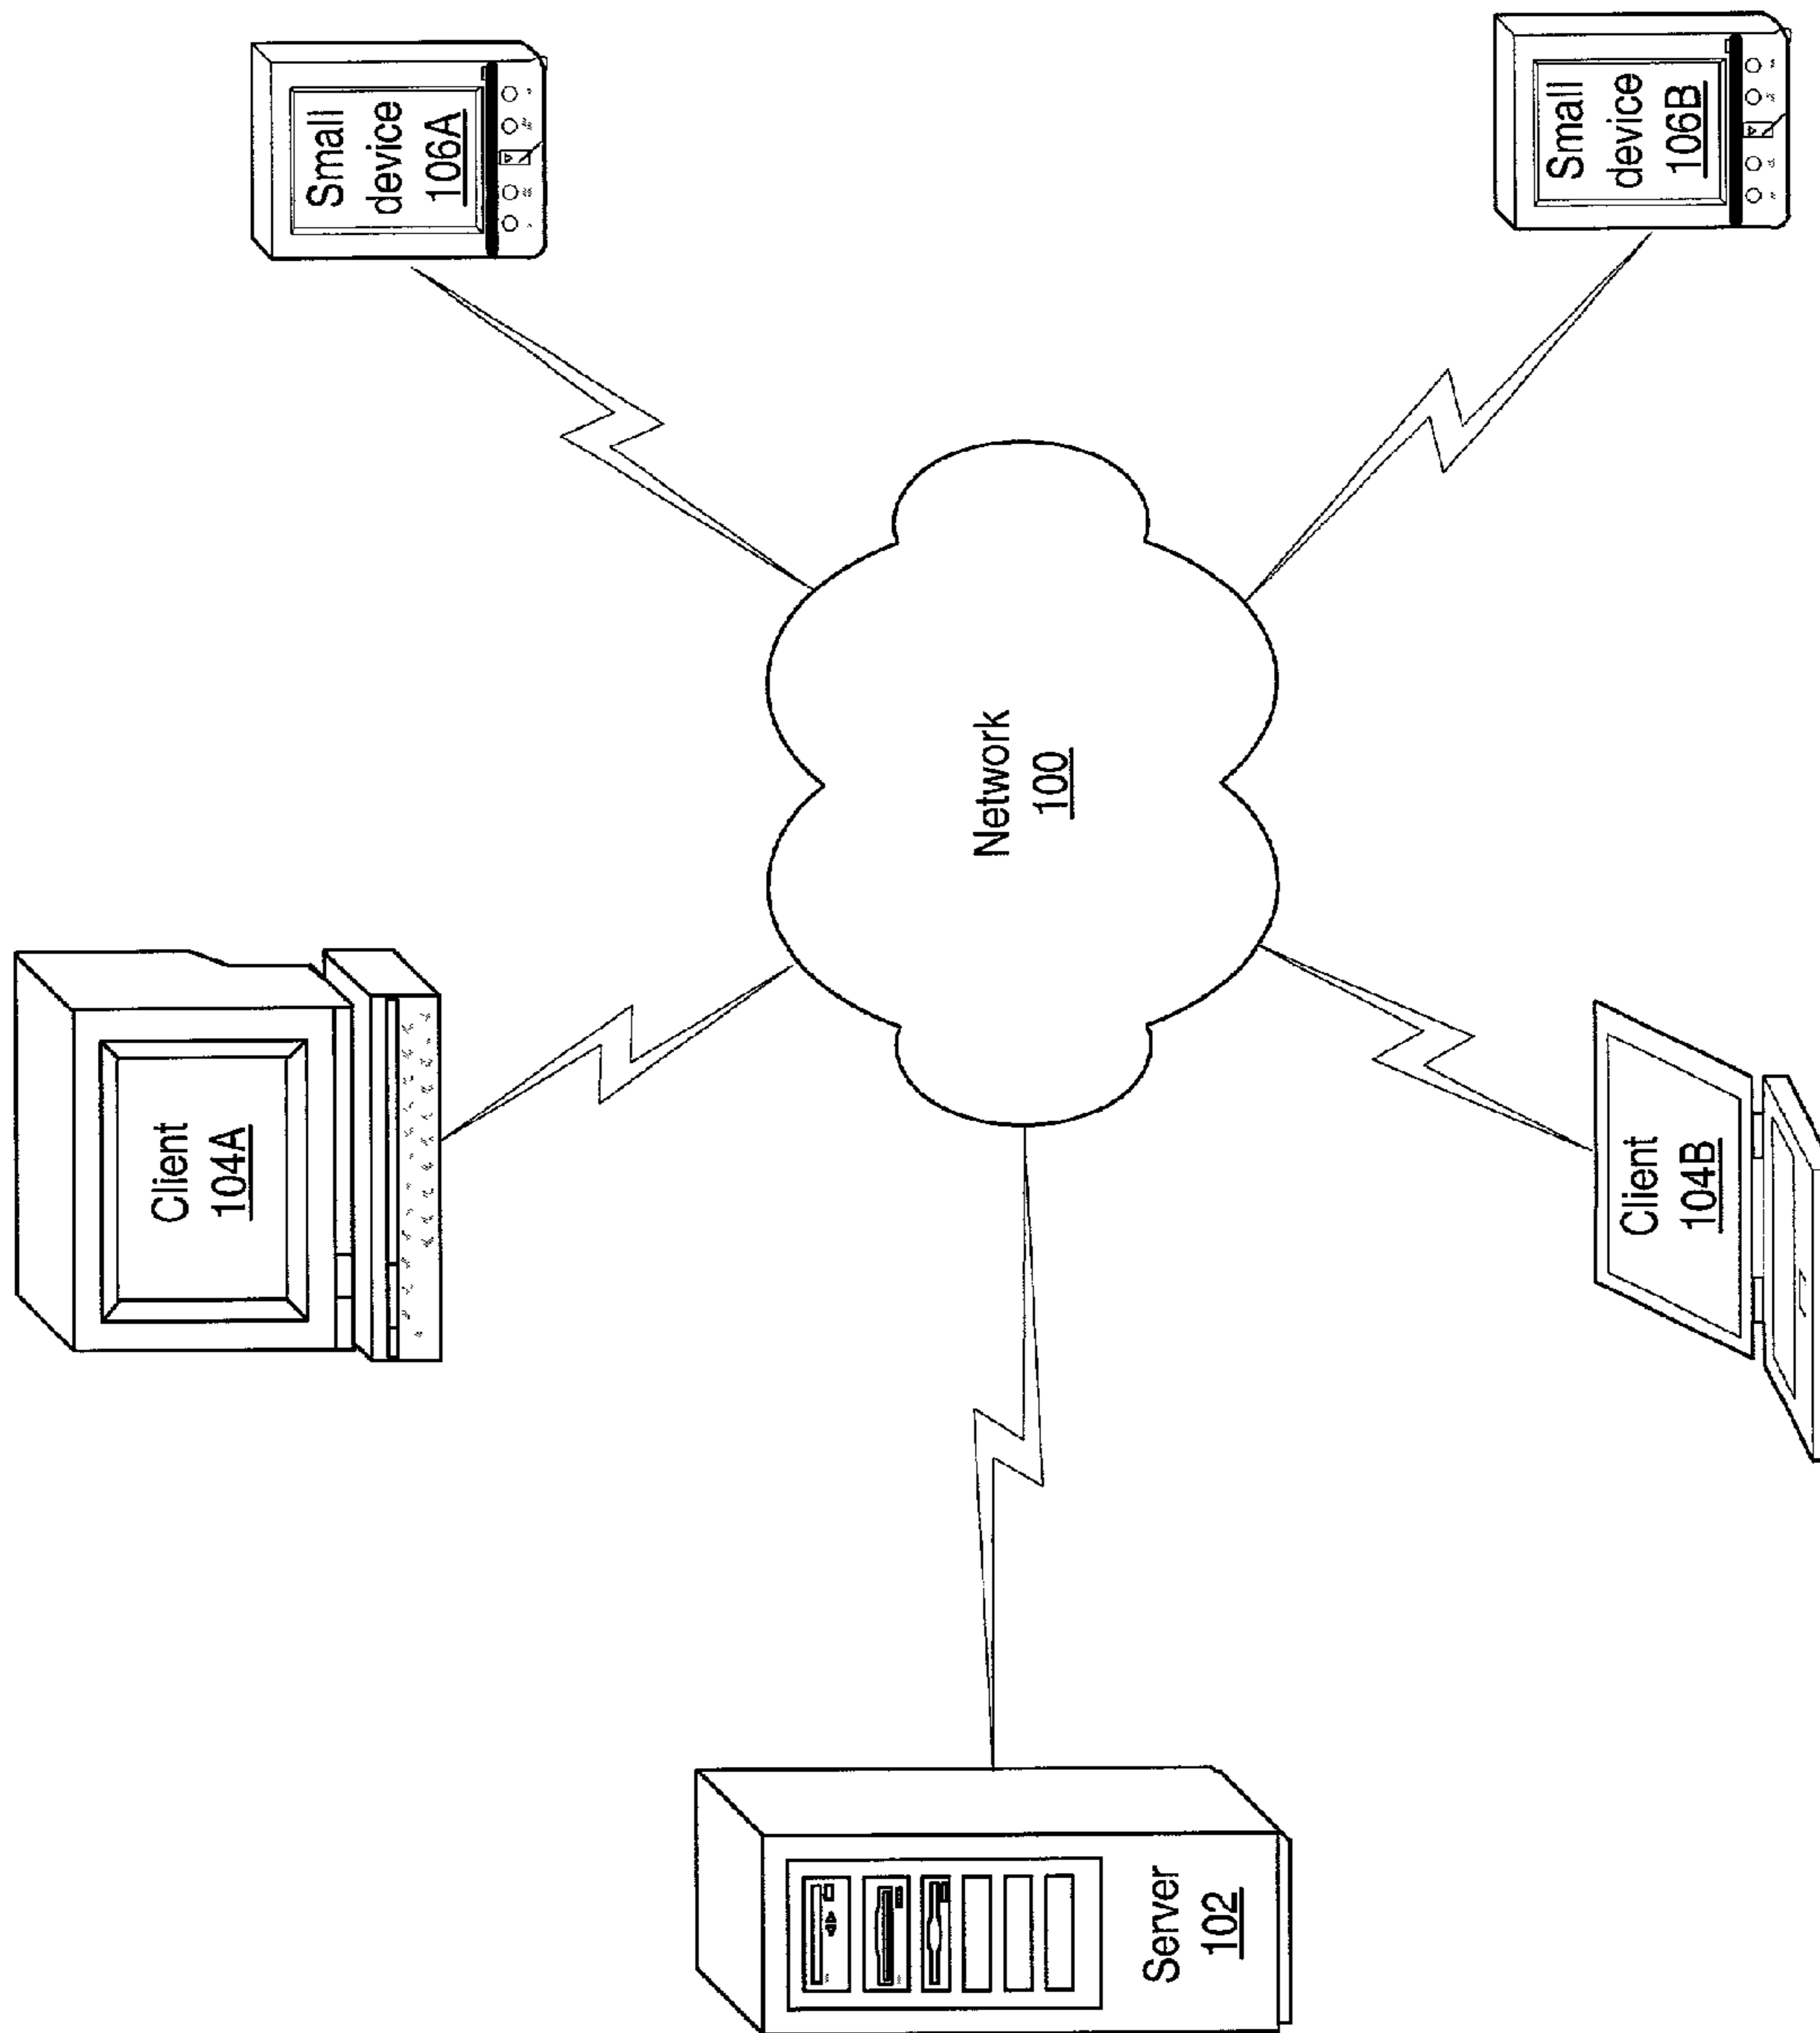 Small
device
106A
Small
device
106B
Network
100
Client
104A
Client
104B
Server
102